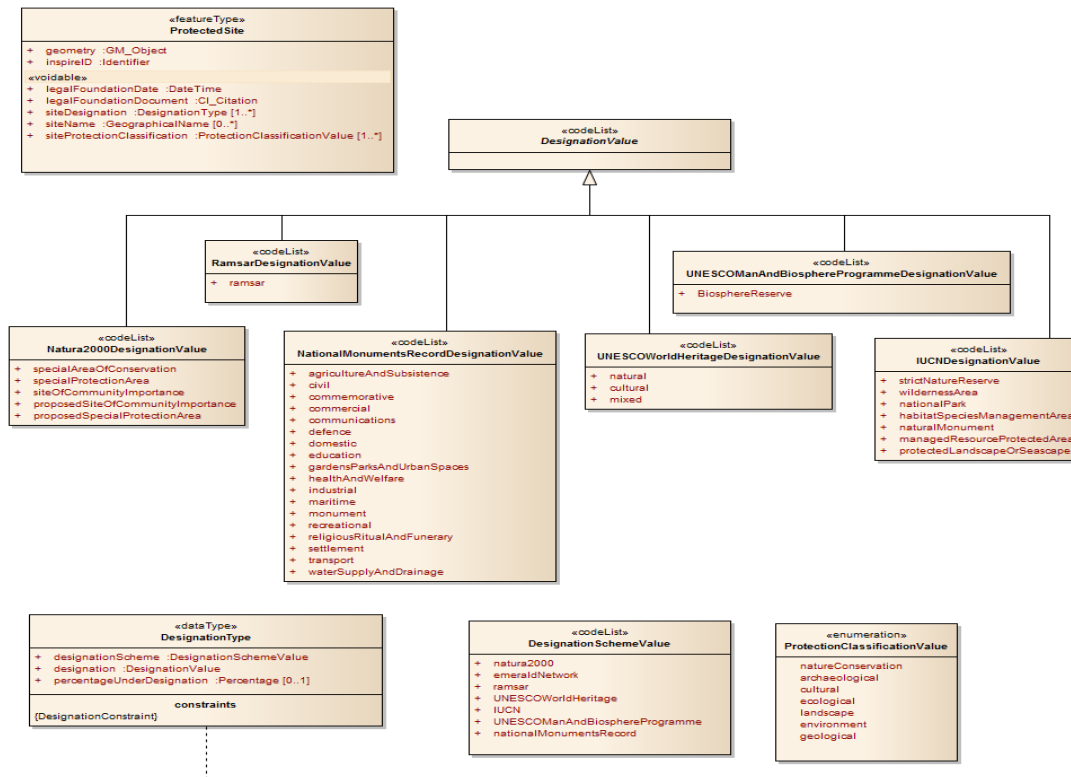 «featureType»
ProtectedSite
+ geometry :GM_Object
+ inspireID :Identifier
«voidable»
+ legalFoundationDate :DateTime
+ legalFoundationDocument :CI_Citation
+ siteDesignation :DesignationType [1..*]
+ siteName :GeographicalName [0..*]
+ siteProtectionClassification :ProtectionClassificationValue [1..*]
«codeList»
DesignationValue
«codeList»
RamsarDesignationValue
+ ramsar
«codeList»
UNESCOManAndBiosphereProgrammeDesignationValue
+ BiosphereReserve
«codeList»
Natura2000DesignationValue
+ specialAreaOfConservation
+ specialProtectionArea
+ siteOfCommunityImportance
+ proposedSiteOfCommunityImportance
+ proposedSpecialProtectionArea
«codeList»
NationalMonumentsRecordDesignationValue
+ agricultureAndSubsistence
+ civil
+ commemorative
+ commercial
+ communications
+ defence
+ domestic
+ education
+ gardensParksAndUrbanSpaces
+ healthAndWelfare
+ industrial
+ maritime
+ monument
+ recreational
+ religiousRitualAndFunerary
+ settlement
+ transport
+ waterSupplyAndDrainage
«codeList»
UNESCOWorldHeritageDesignationValue
+ natural
+ cultural
+ mixed
«codeList»
IUCNDesignationValue
+ strictNatureReserve
+ wildernessArea
+ nationalPark
+ habitatSpeciesManagementArea
+ naturalMonument
+ managedResourceProtectedArea
+ protectedLandscapeOrSeascape
«dataType»
DesignationType
+ designationScheme :DesignationSchemeValue
+ designation :DesignationValue
+ percentageUnderDesignation :Percentage [0..1]
constraints
{DesignationConstraint}
«codeList»
DesignationSchemeValue
+ natura2000
+ emeraldNetwork
+ ramsar
+ UNESCOWorldHeritage
+ IUCN
+ UNESCOManAndBiosphereProgramme
+ nationalMonumentsRecord
«enumeration»
ProtectionClassificationValue
natureConservation
archaeological
cultural
ecological
landscape
environment
geological